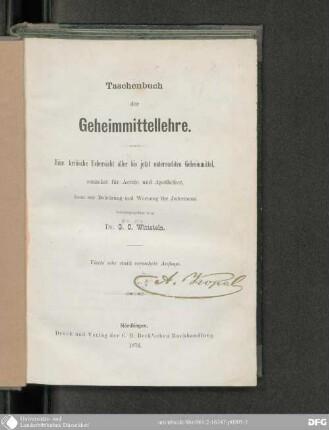 Taschenbuch
der
Geheimmittellehre.
Eine kritische Uebersicht aller bis jetzt untersuchten Geheimmittel,
zunächst für Aerzte und Apotheker,
dann zur Belehrung und Warnung für Jedermann
herausgegeben von
Dr. G. C. Wittstein.
Vierte sehr stark vermehrte Auflage.
Nördlingen.
Druck und Verlag der C. H. Beck'schen Buchhandlung.
Universitäts- und
Landesbibliothek Düsseldorf
DFG